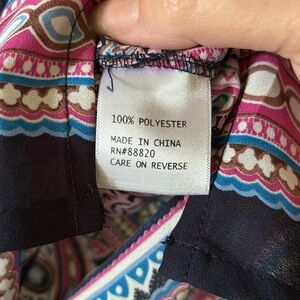 100% POLYESTER
MADE IN CHINA
RN#88820
CARE ON REVERSE